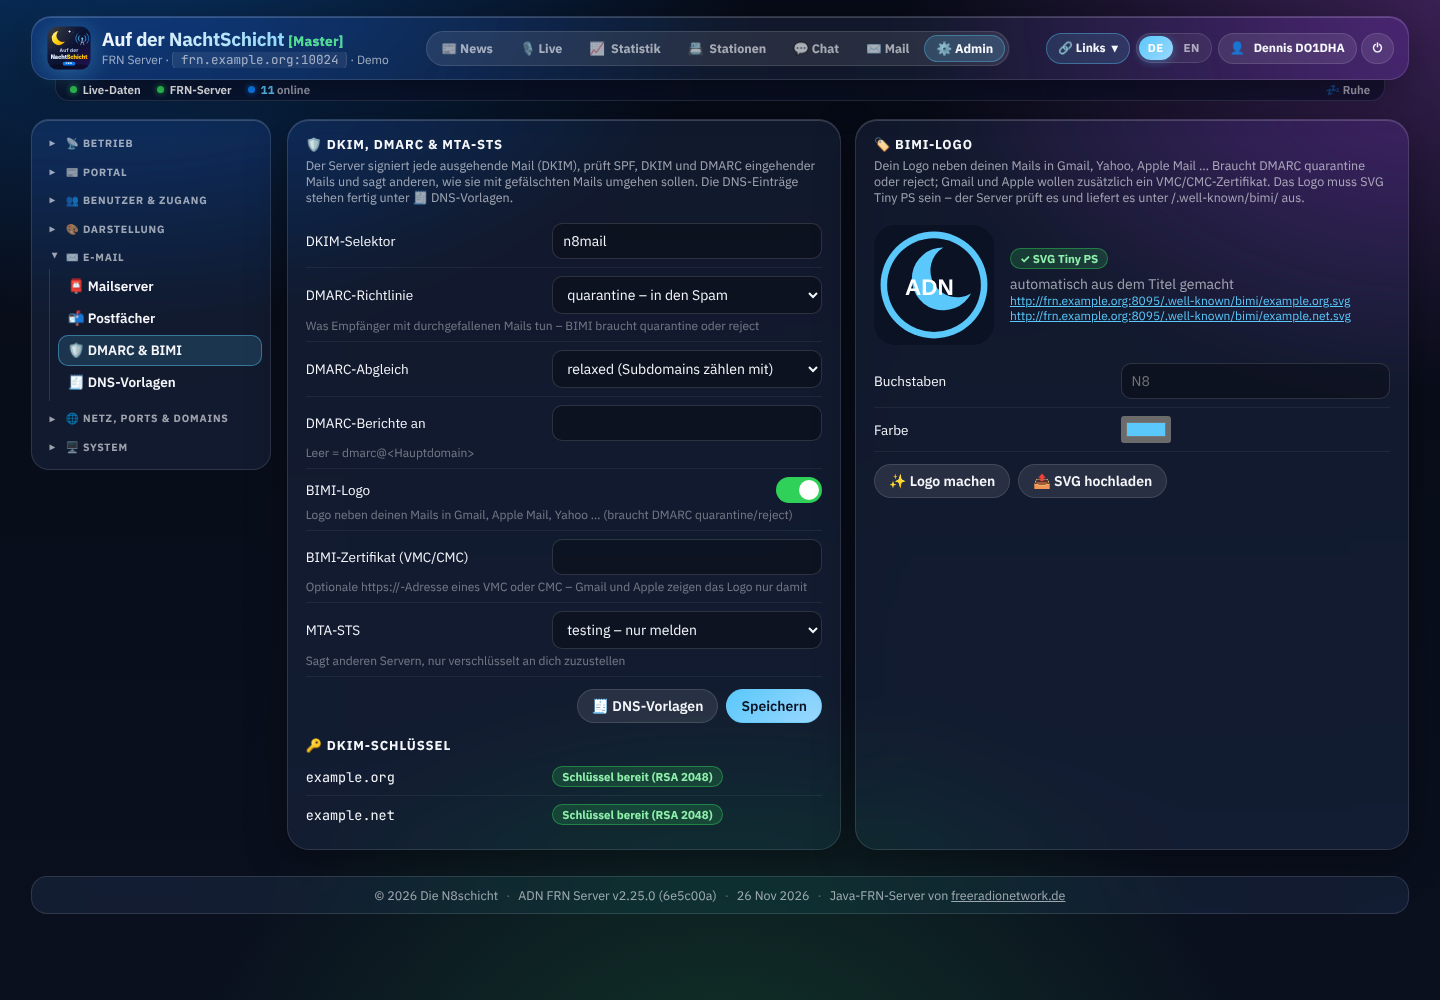 Auf der NachtSchicht [Master]
FRN Server · frn.example.org:10024 · Demo
News
Live
Statistik
Stationen
Chat
Mail
Admin
Links ▾
DE
EN
Dennis DO1DHA
Live-Daten
FRN-Server
11 online
Ruhe
BETRIEB
PORTAL
BENUTZER & ZUGANG
DARSTELLUNG
E-MAIL
Mailserver
Postfächer
DMARC & BIMI
DNS-Vorlagen
NETZ, PORTS & DOMAINS
SYSTEM
DKIM, DMARC & MTA-STS
Der Server signiert jede ausgehende Mail (DKIM), prüft SPF, DKIM und DMARC eingehender
Mails und sagt anderen, wie sie mit gefälschten Mails umgehen sollen. Die DNS-Einträge
stehen fertig unter 🧾 DNS-Vorlagen.
DKIM-Selektor
n8mail
DMARC-Richtlinie
quarantine – in den Spam
Was Empfänger mit durchgefallenen Mails tun – BIMI braucht quarantine oder reject
DMARC-Abgleich
relaxed (Subdomains zählen mit)
DMARC-Berichte an
Leer = dmarc@<Hauptdomain>
BIMI-Logo
Logo neben deinen Mails in Gmail, Apple Mail, Yahoo ... (braucht DMARC quarantine/reject)
BIMI-Zertifikat (VMC/CMC)
Optionale https://-Adresse eines VMC oder CMC – Gmail und Apple zeigen das Logo nur damit
MTA-STS
testing – nur melden
Sagt anderen Servern, nur verschlüsselt an dich zuzustellen
DNS-Vorlagen
Speichern
DKIM-SCHLÜSSEL
example.org
Schlüssel bereit (RSA 2048)
example.net
Schlüssel bereit (RSA 2048)
BIMI-LOGO
Dein Logo neben deinen Mails in Gmail, Yahoo, Apple Mail ... Braucht DMARC quarantine
oder reject; Gmail und Apple wollen zusätzlich ein VMC/CMC-Zertifikat. Das Logo muss SVG
Tiny PS sein – der Server prüft es und liefert es unter /.well-known/bimi/ aus.
ADN
✓ SVG Tiny PS
automatisch aus dem Titel gemacht
http://frn.example.org:8095/.well-known/bimi/example.org.svg
http://frn.example.org:8095/.well-known/bimi/example.net.svg
Buchstaben
N8
Farbe
Logo machen
SVG hochladen
© 2026 Die N8schicht · ADN FRN Server v2.25.0 (6e5c00a) · 26 Nov 2026 · Java-FRN-Server von freeradionetwork.de